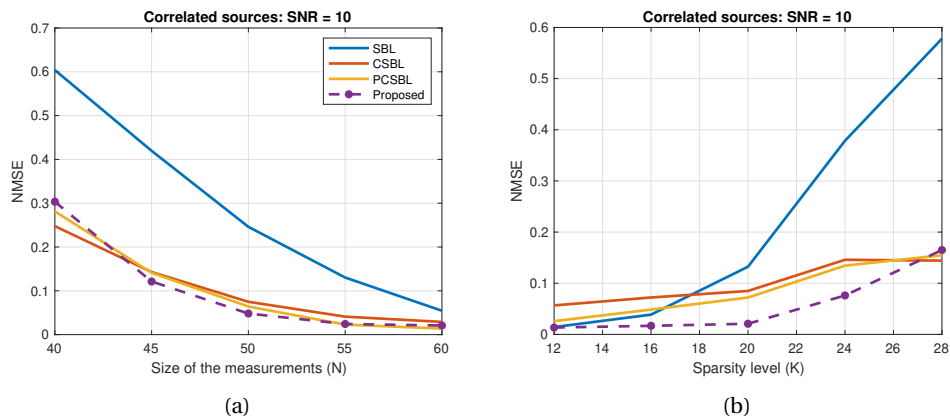 Correlated sources: SNR = 10
0.7
0.6
0.5
0.4
0.3
0.2
0.1
0
NMSE
SBL
CSBL
PCSBL
Proposed
40 45 50 55 60
Size of the measurements (N)
(a)
Correlated sources: SNR = 10
0.6
0.5
0.4
0.3
0.2
0.1
0
NMSE
12 14 16 18 20 22 24 26 28
Sparsity level (K)
(b)